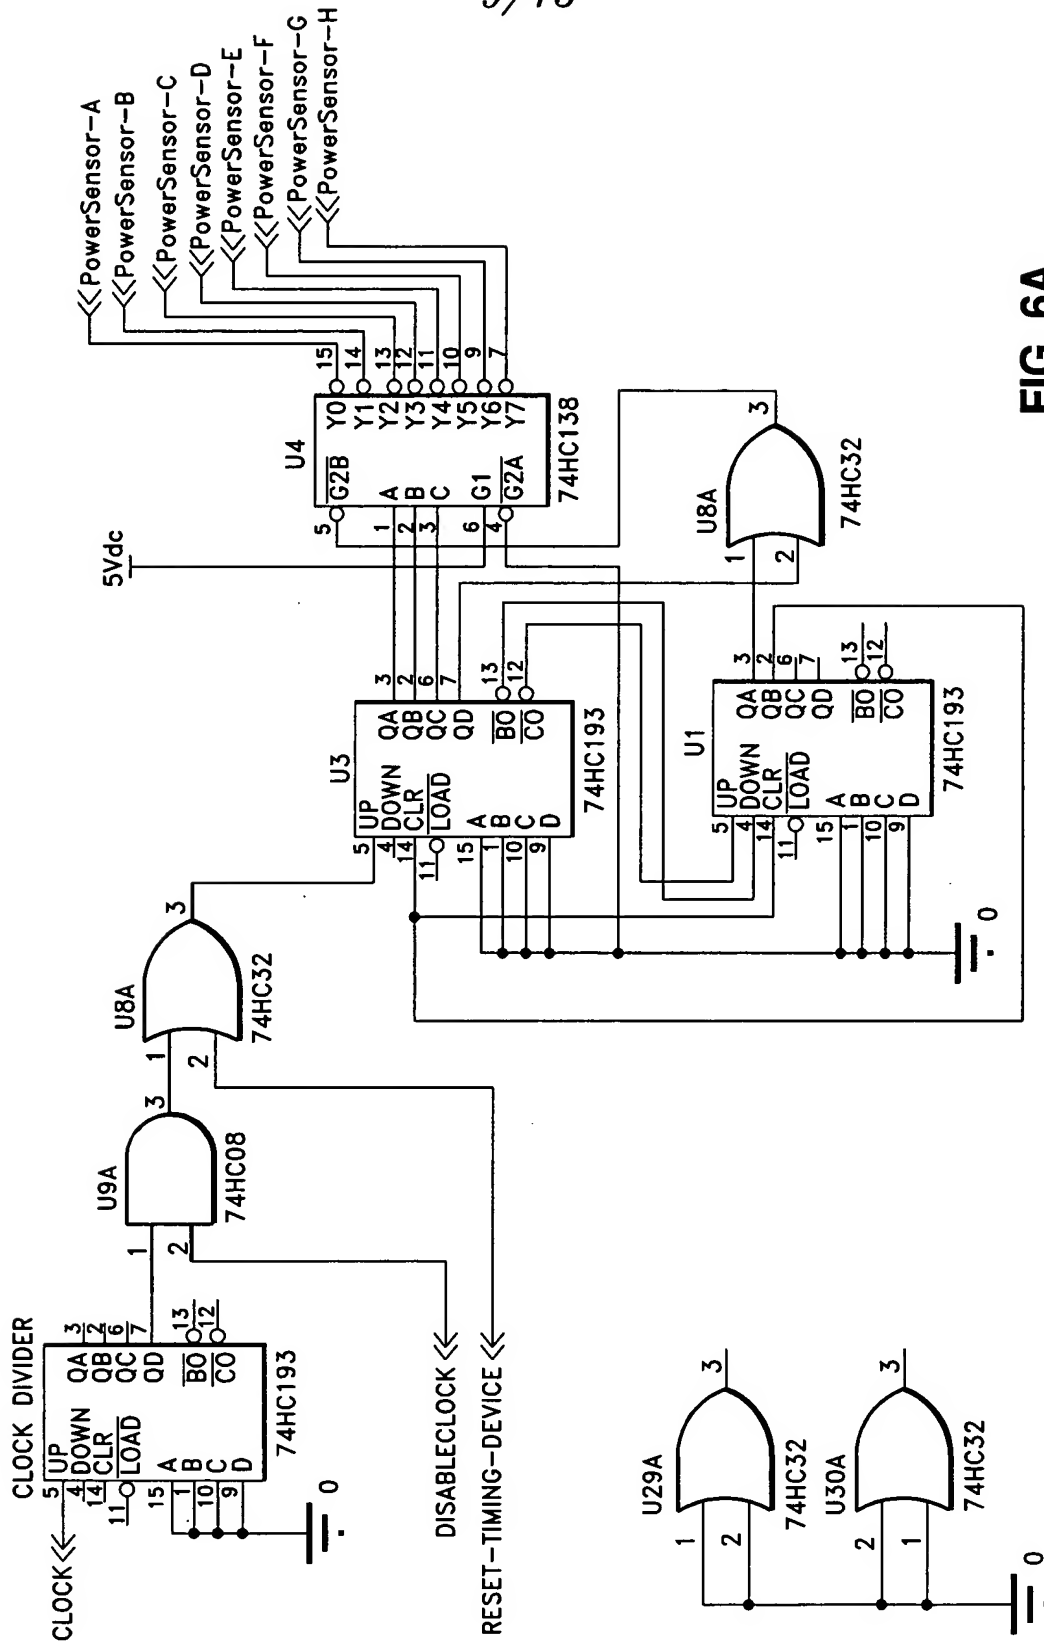 CLOCK DIVIDER
CLOCK
5 UP
4 DOWN
14 CLR
11 LOAD
15 A
1 B
10 C
9 D
QA 3
QB 2
QC 6
QD 7
BO 13
CO 12
74HC193
0
DISABLECLOCK
RESET-TIMING-DEVICE
U9A
1
2
3
74HC08
U8A
1
2
3
74HC32
U3
5 UP
4 DOWN
14 CLR
11 LOAD
15 A
1 B
10 C
9 D
QA 3
QB 2
QC 6
QD 7
BO 13
CO 12
74HC193
5Vdc
U4
5 G2B
1 A
2 B
3 C
6 G1
4 G2A
Y0 15
Y1 14
Y2 13
Y3 12
Y4 11
Y5 10
Y6 9
Y7 7
74HC138
PowerSensor-A
PowerSensor-B
PowerSensor-C
PowerSensor-D
PowerSensor-E
PowerSensor-F
PowerSensor-G
PowerSensor-H
U1
5 UP
4 DOWN
14 CLR
11 LOAD
15 A
1 B
10 C
9 D
QA 3
QB 2
QC 6
QD 7
BO 13
CO 12
74HC193
0
U8A
1
2
3
74HC32
U29A
1
2
3
74HC32
U30A
2
1
3
74HC32
0
FIG 6A